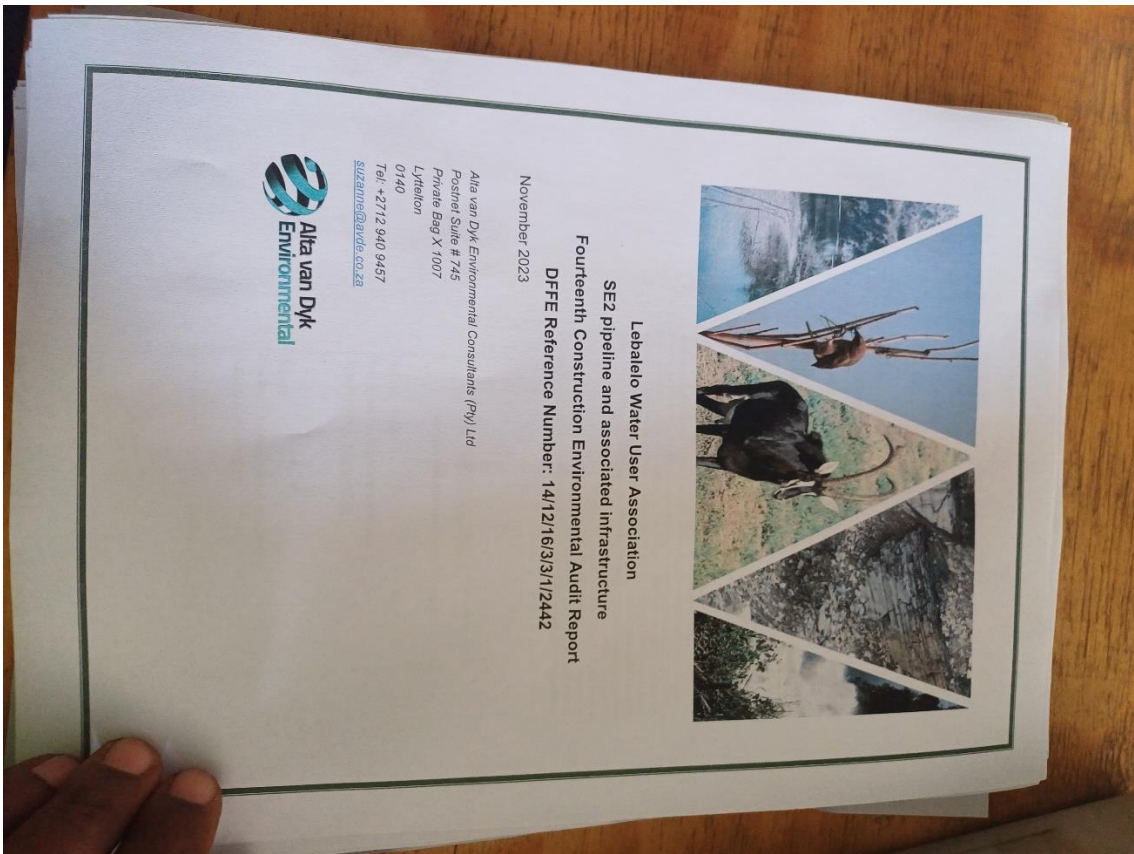 Lebalelo Water User Association
SE2 pipeline and associated infrastructure
Fourteenth Construction Environmental Audit Report
DFFE Reference Number: 14/12/16/3/3/1/2442
November 2023
Alta van Dyk Environmental Consultants (Pty) Ltd
Postnet Suite # 745
Private Bag X 1007
Lyttelton
0140
Tel: +2712 940 9457
suzanne@avde.co.za
Alta van Dyk
Environmental